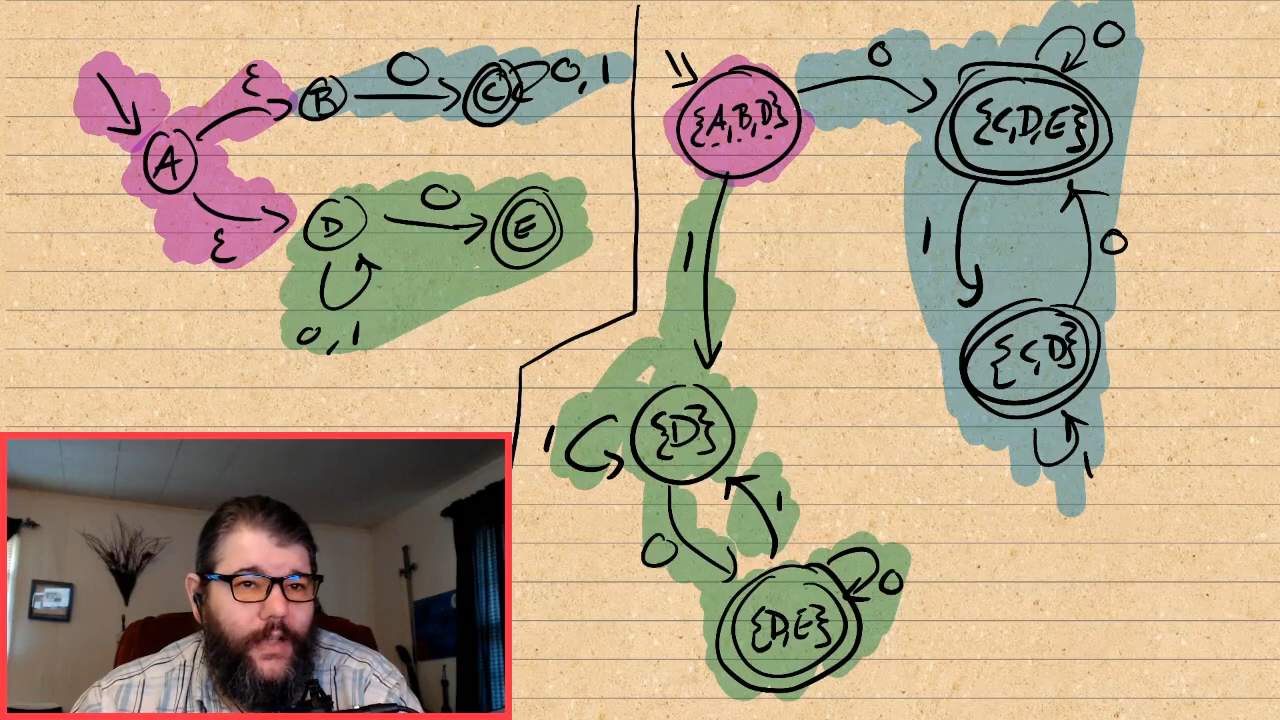 ε
B
0
C
0,1
A
ε
D
0
E
0,1
{A,B,D}
0
{C,D,E}
0
1
1
0
{C,D}
1
{D}
1
0
1
{D,E}
0